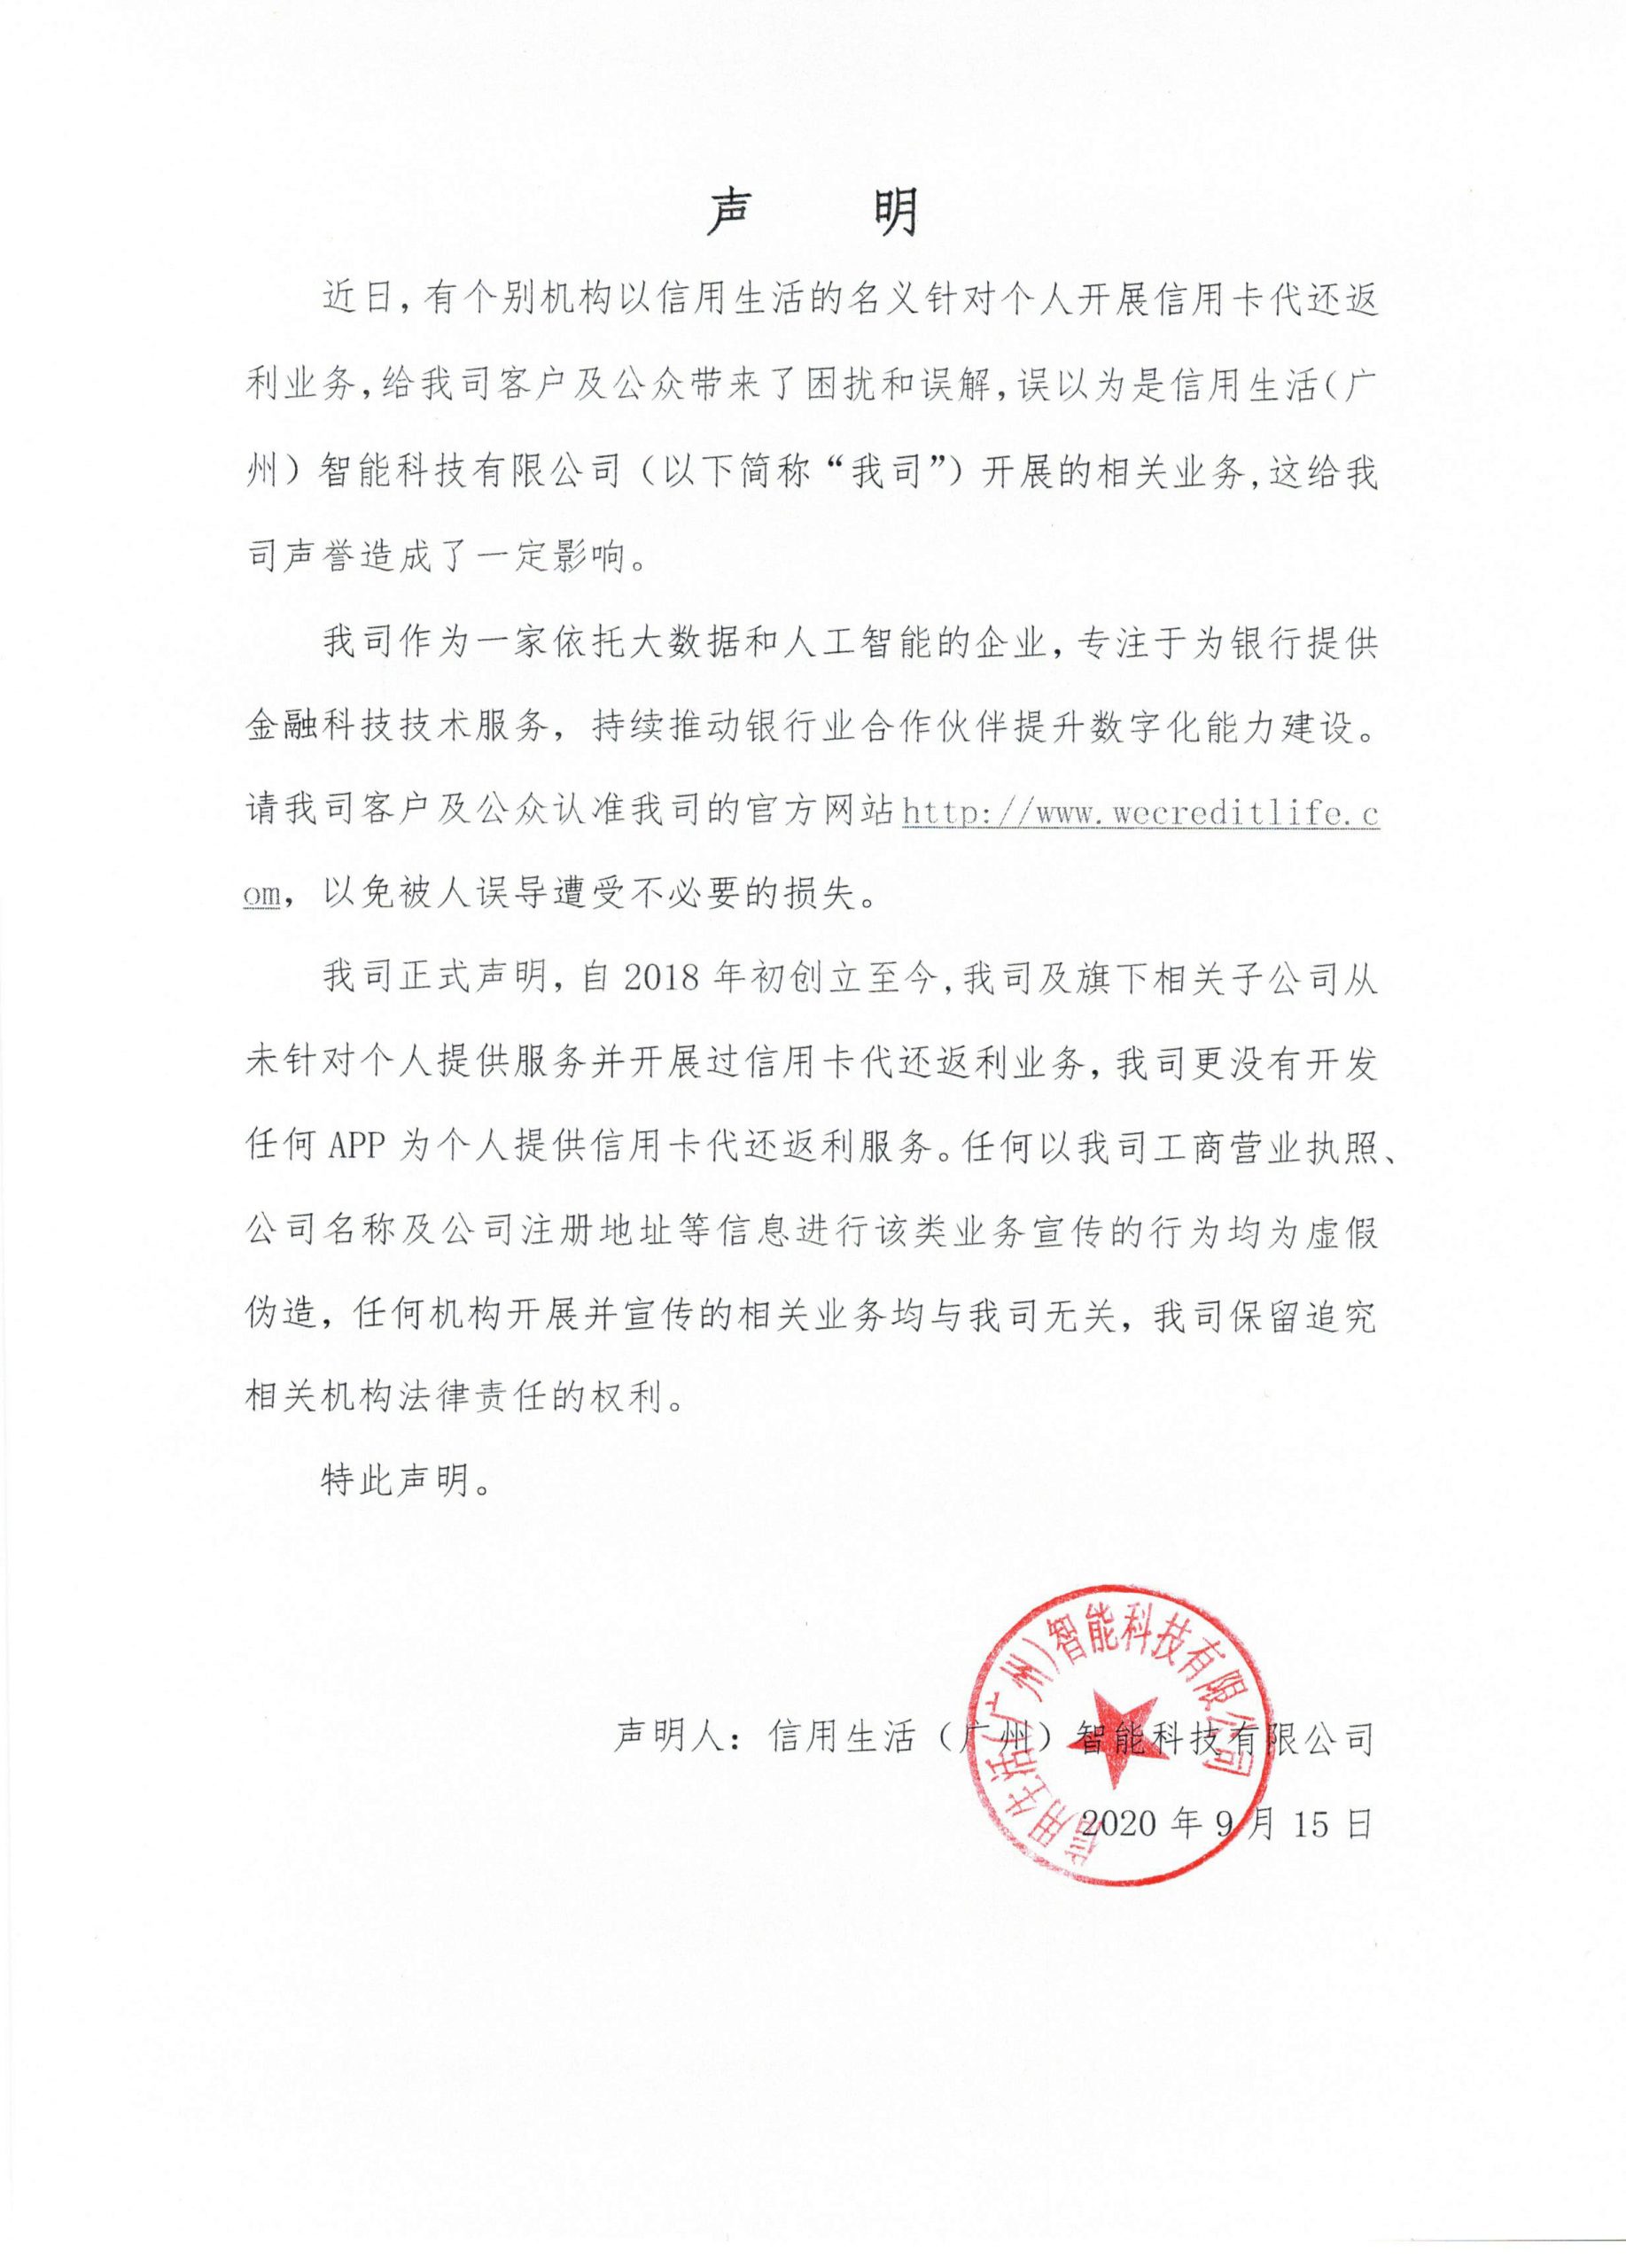 声 明
近日，有个别机构以信用生活的名义针对个人开展信用卡代还返
利业务，给我司客户及公众带来了困扰和误解，误以为是信用生活（广
州）智能科技有限公司（以下简称“我司”）开展的相关业务，这给我
司声誉造成了一定影响。
我司作为一家依托大数据和人工智能的企业，专注于为银行提供
金融科技技术服务，持续推动银行业合作伙伴提升数字化能力建设。
请我司客户及公众认准我司的官方网站http://www.wecreditlife.c
om，以免被人误导遭受不必要的损失。
我司正式声明，自 2018 年初创立至今，我司及旗下相关子公司从
未针对个人提供服务并开展过信用卡代还返利业务，我司更没有开发
任何 APP 为个人提供信用卡代还返利服务。任何以我司工商营业执照、
公司名称及公司注册地址等信息进行该类业务宣传的行为均为虚假
伪造，任何机构开展并宣传的相关业务均与我司无关，我司保留追究
相关机构法律责任的权利。
特此声明。
信用生活（广州）智能科技有限公司
声明人：信用生活（广州）智能科技有限公司
2020 年 9 月 15 日